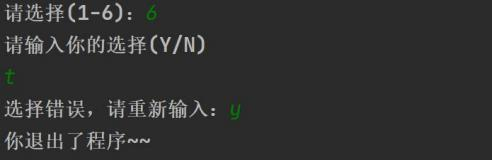 请选择(1-6): 6
请输入你的选择(Y/N)
t
选择错误，请重新输入：y
你退出了程序~~